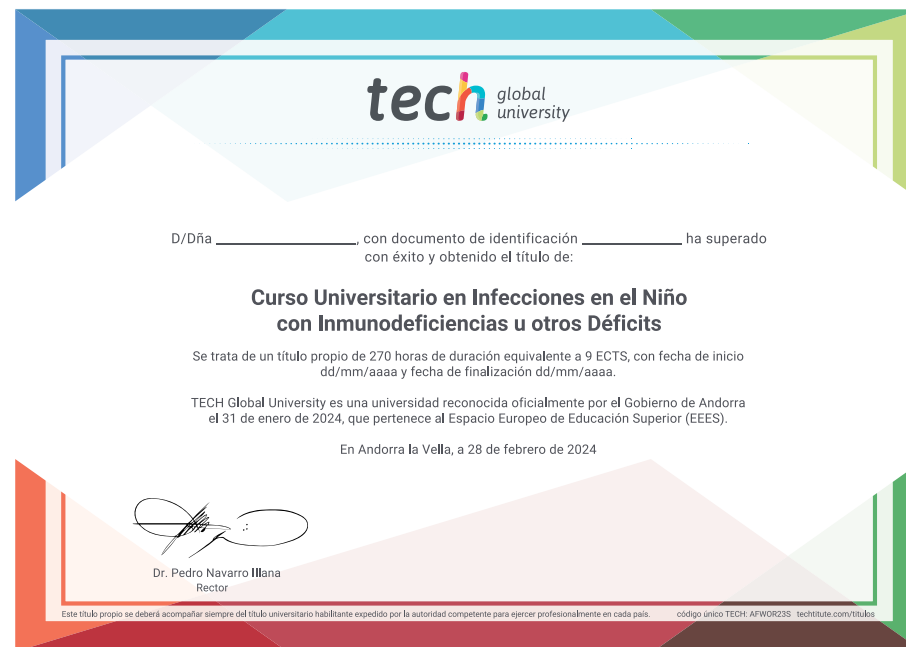 tech global university
D/Dña ______________, con documento de identificación __________ ha superado
con éxito y obtenido el título de:
Curso Universitario en Infecciones en el Niño
con Inmunodeficiencias u otros Déficits
Se trata de un título propio de 270 horas de duración equivalente a 9 ECTS, con fecha de inicio
dd/mm/aaaa y fecha de finalización dd/mm/aaaa.
TECH Global University es una universidad reconocida oficialmente por el Gobierno de Andorra
el 31 de enero de 2024, que pertenece al Espacio Europeo de Educación Superior (EEES).
En Andorra la Vella, a 28 de febrero de 2024
Dr. Pedro Navarro Illana
Rector
Este título propio se deberá acompañar siempre del título universitario habilitante expedido por la autoridad competente para ejercer profesionalmente en cada país. código único TECH: AFWOR23S techtitute.com/titulos